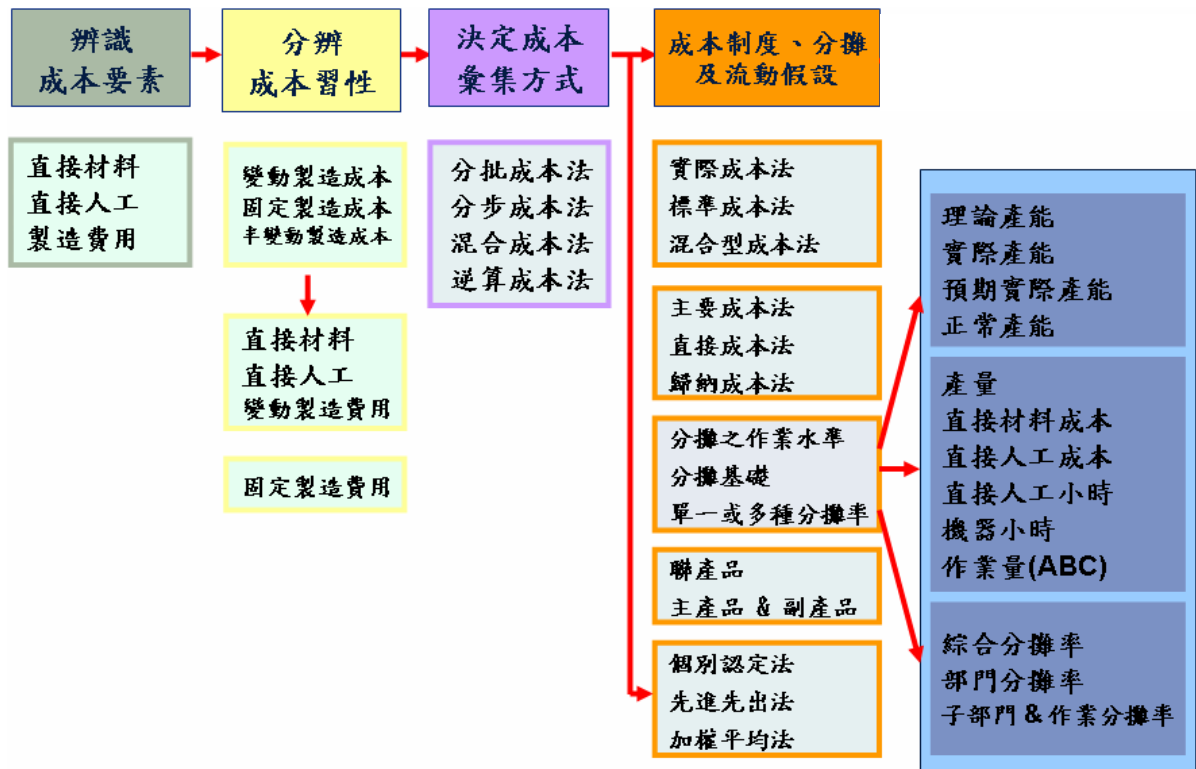 辨識
成本要素
分辨
成本習性
決定成本
彙集方式
成本制度、分攤
及流動假設
直接材料
直接人工
製造費用
變動製造成本
固定製造成本
半變動製造成本
直接材料
直接人工
變動製造費用
固定製造費用
分批成本法
分步成本法
混合成本法
逆算成本法
實際成本法
標準成本法
混合型成本法
主要成本法
直接成本法
歸納成本法
分攤之作業水準
分攤基礎
單一或多種分攤率
聯產品
主產品 & 副產品
個別認定法
先進先出法
加權平均法
理論產能
實際產能
預期實際產能
正常產能
產量
直接材料成本
直接人工成本
直接人工小時
機器小時
作業量(ABC)
綜合分攤率
部門分攤率
子部門 & 作業分攤率